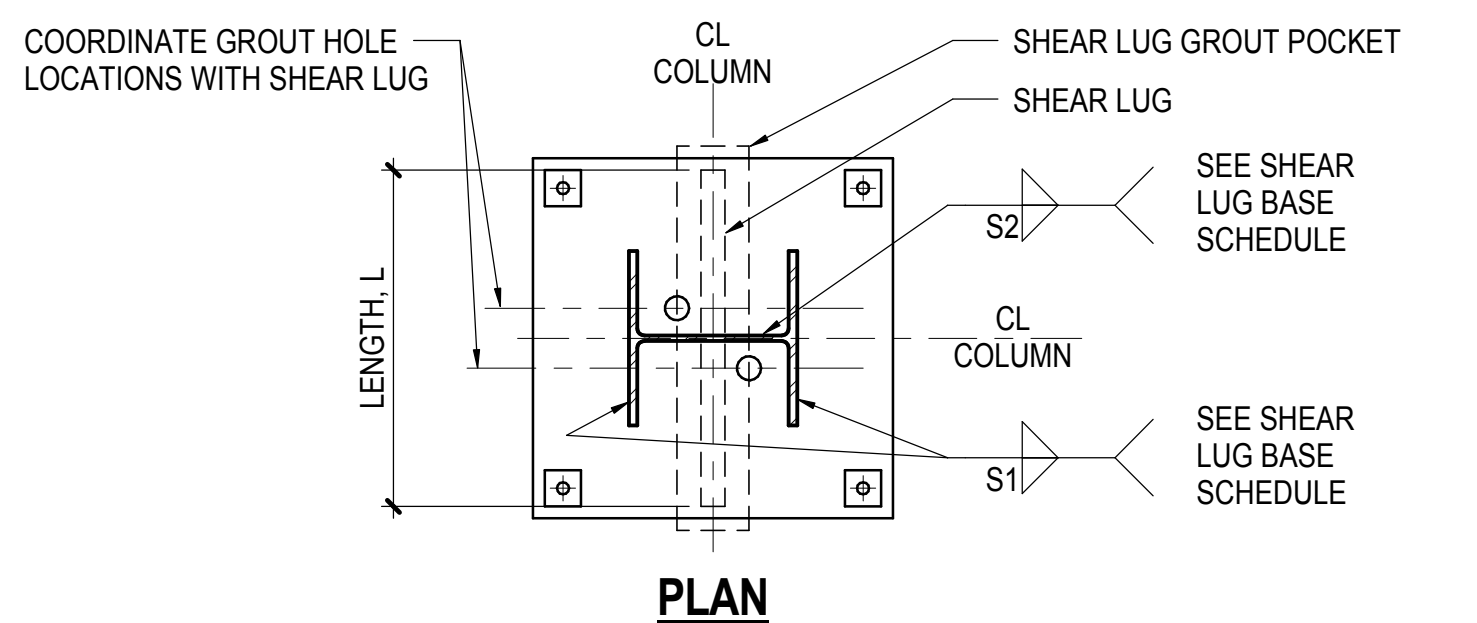 COORDINATE GROUT HOLE
LOCATIONS WITH SHEAR LUG
CL
COLUMN
SHEAR LUG GROUT POCKET
SHEAR LUG
S2
SEE SHEAR
LUG BASE
SCHEDULE
LENGTH, L
CL
COLUMN
S1
SEE SHEAR
LUG BASE
SCHEDULE
PLAN